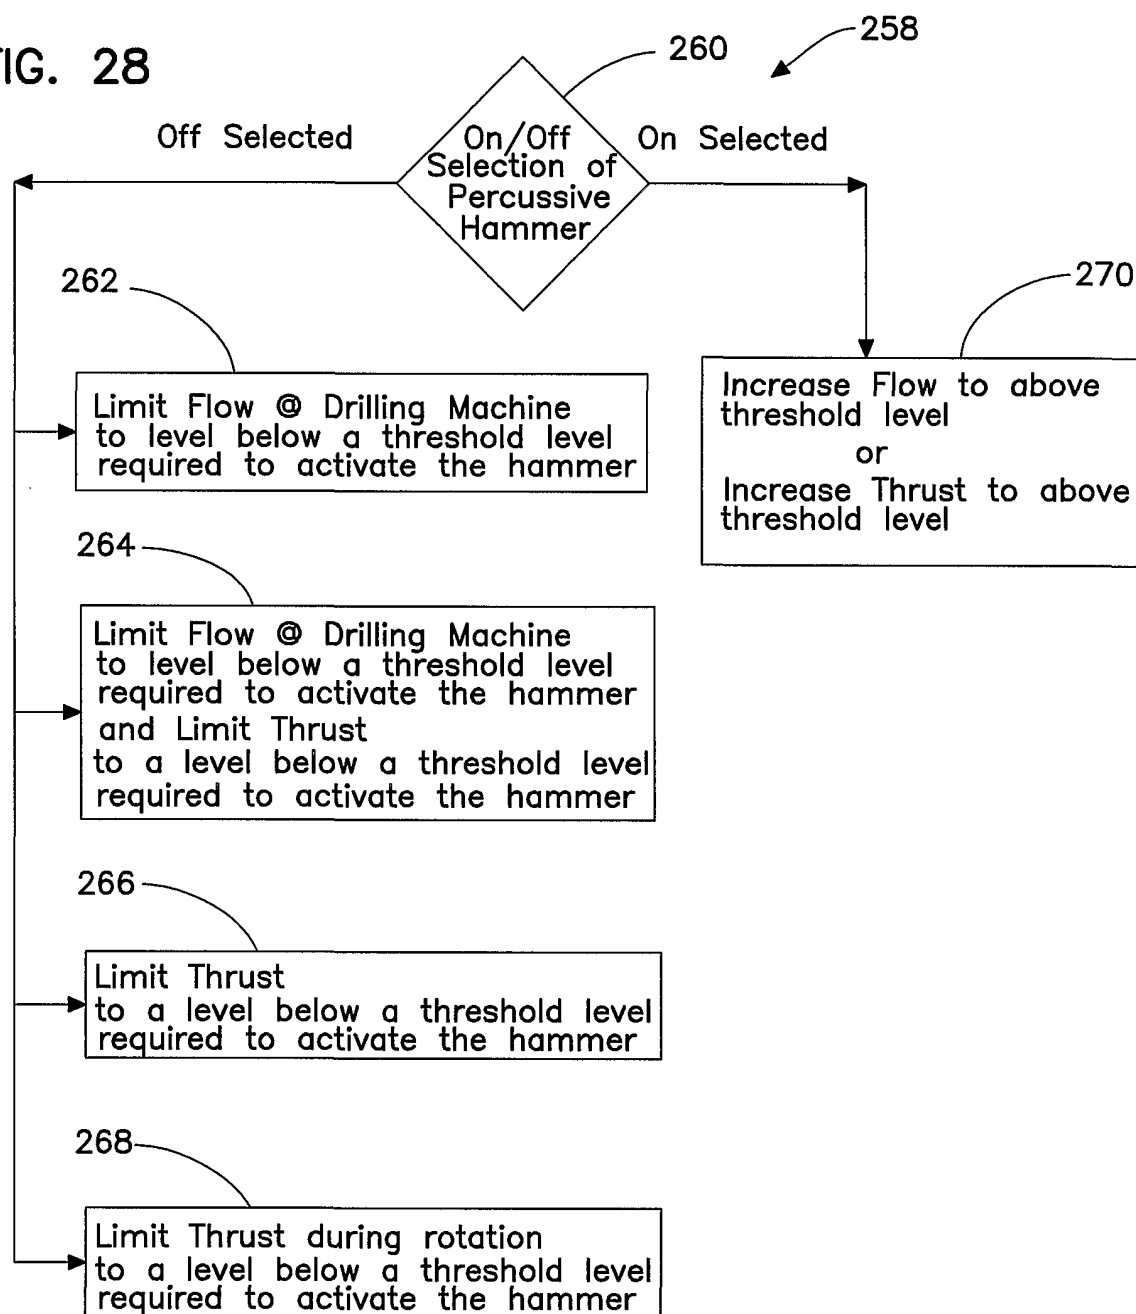 FIG. 28
258
260
Off Selected
On/Off
Selection of
Percussive
Hammer
On Selected
262
270
Limit Flow @ Drilling Machine
to level below a threshold level
required to activate the hammer
Increase Flow to above
threshold level
or
Increase Thrust to above
threshold level
264
Limit Flow @ Drilling Machine
to level below a threshold level
required to activate the hammer
and Limit Thrust
to a level below a threshold level
required to activate the hammer
266
Limit Thrust
to a level below a threshold level
required to activate the hammer
268
Limit Thrust during rotation
to a level below a threshold level
required to activate the hammer